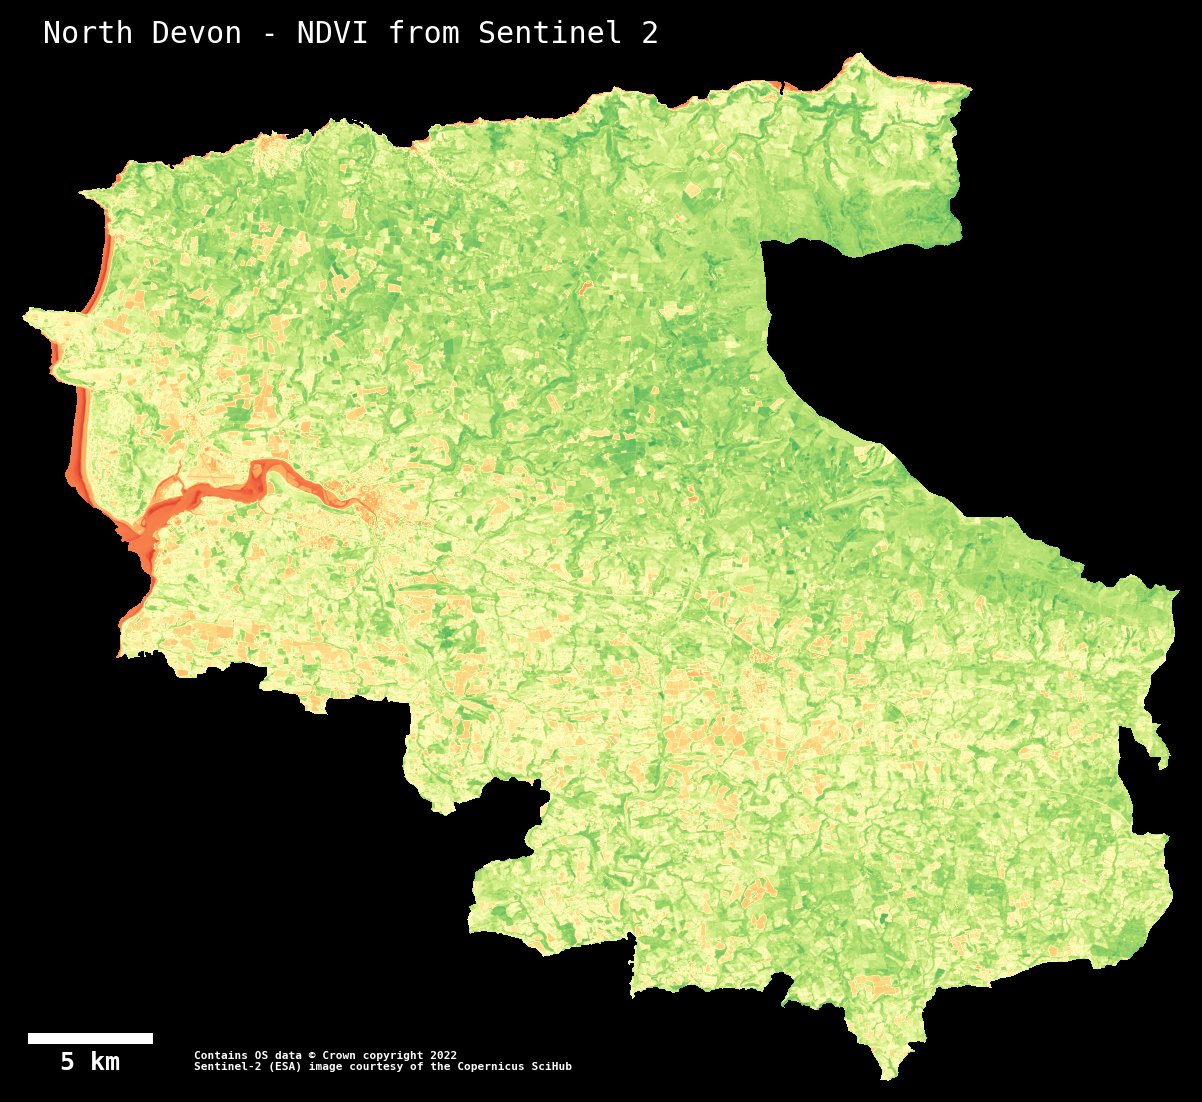 North Devon - NDVI from Sentinel 2
5 km
Contains OS data © Crown copyright 2022
Sentinel-2 (ESA) image courtesy of the Copernicus SciHub